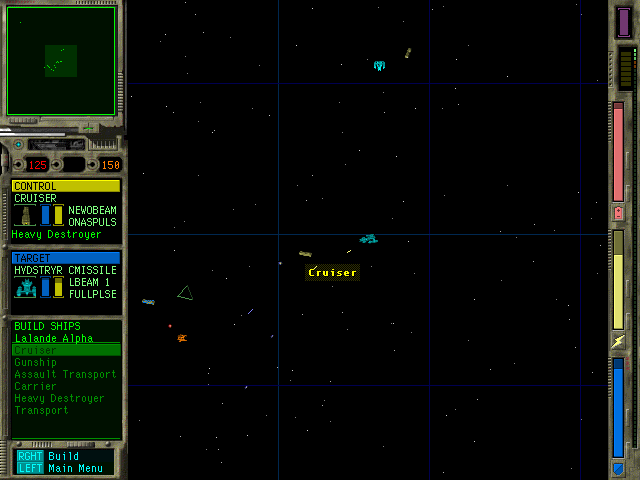 125 150
CONTROL
CRUISER
NEWOBEAM
ONASPULS
Heavy Destroyer
TARGET
HVDSTRYR CMISSILE
LBEAM 1
FULLPLSE
BUILD SHIPS
Lalande Alpha
Cruiser
Gunship
Assault Transport
Carrier
Heavy Destroyer
Transport
RGHT Build
LEFT Main Menu
Cruiser